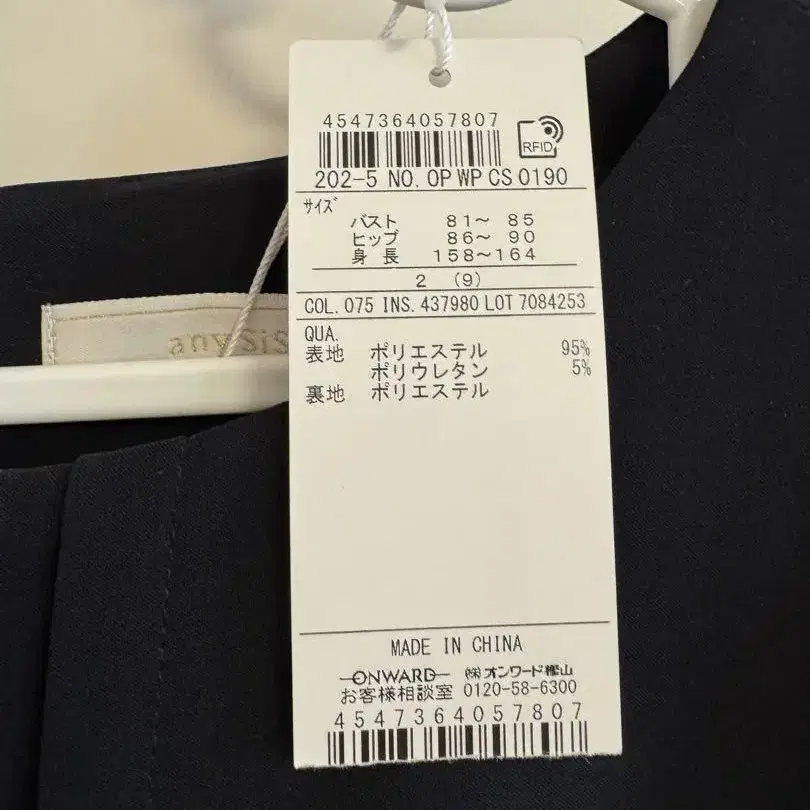 4547364057807
RFID
202-5 NO. OP WP CS 0190
サイズ
バスト 81～ 85
ヒップ 86～ 90
身 長 158～164
2 (9)
COL. 075 INS. 437980 LOT 7084253
QUA.
表地 ポリエステル 95%
ポリウレタン 5%
裏地 ポリエステル
MADE IN CHINA
ONWARD ㈱オンワード樫山
お客様相談室 0120-58-6300
4547364057807
anySiS